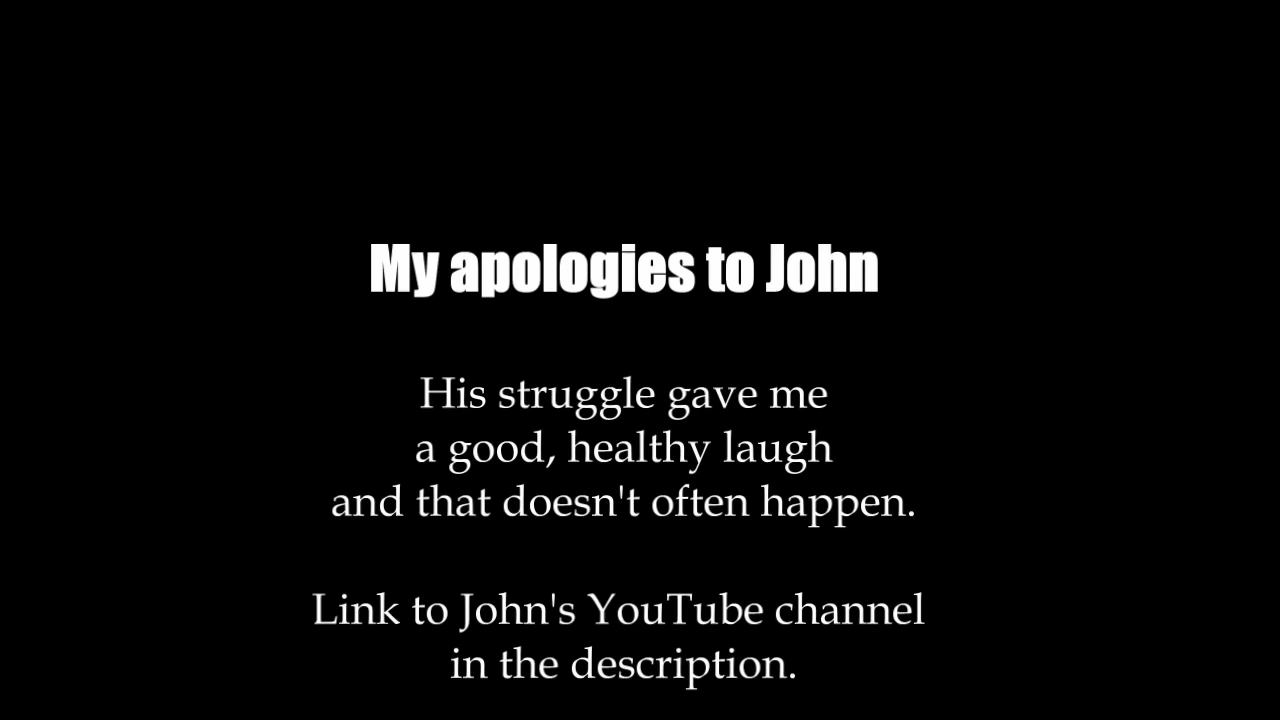 My apologies to John
His struggle gave me
a good, healthy laugh
and that doesn't often happen.
Link to John's YouTube channel
in the description.